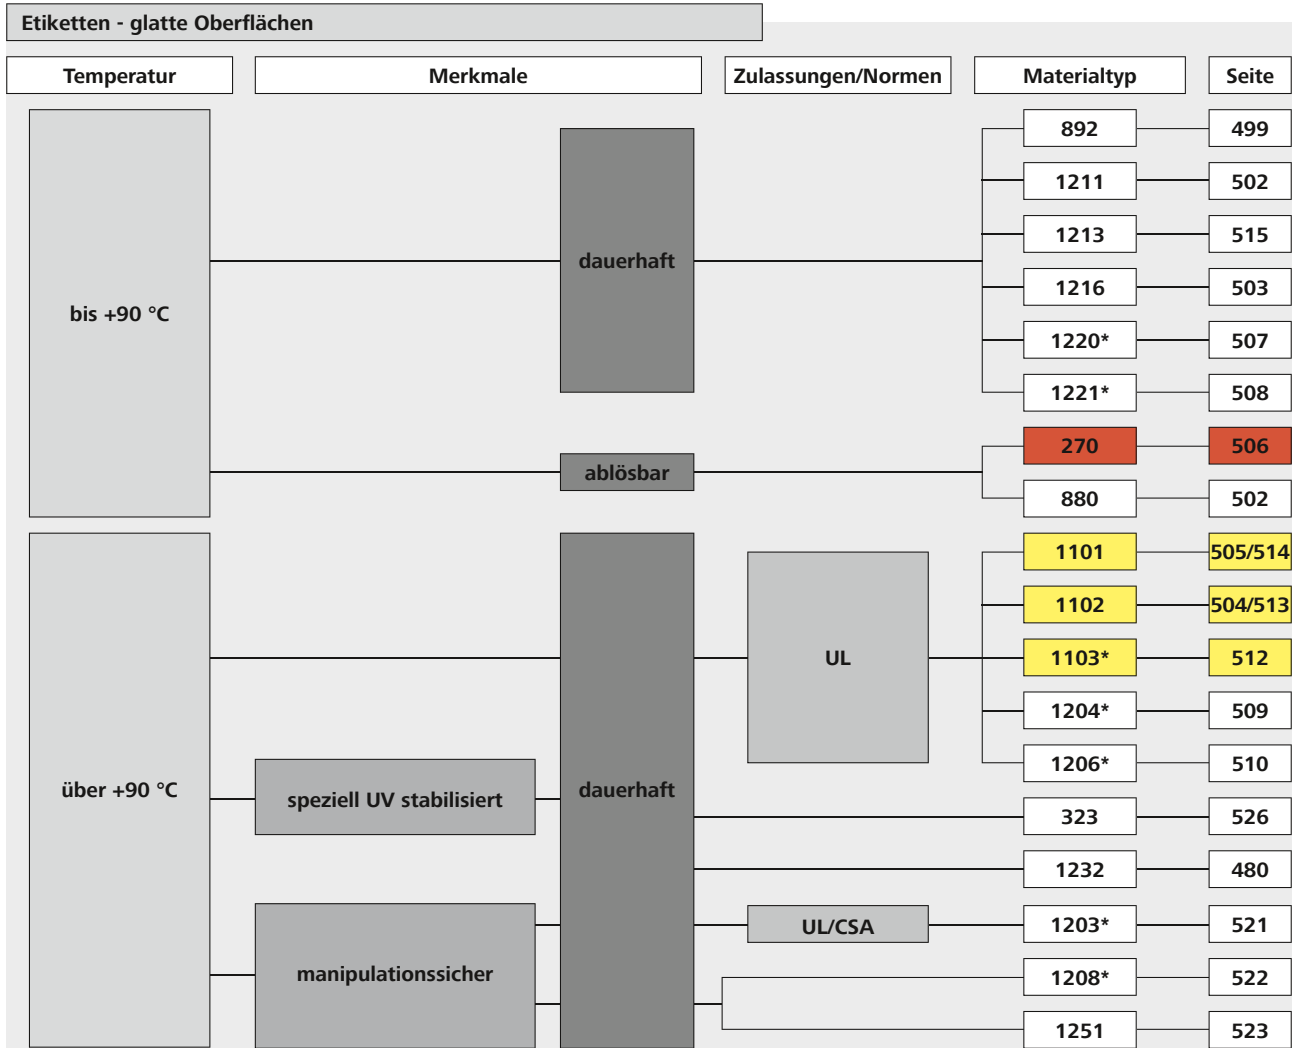 Etiketten - glatte Oberflächen
Temperatur Merkmale Zulassungen/Normen Materialtyp Seite
892 499
1211 502
1213 515
dauerhaft
1216 503
bis +90 °C
1220* 507
1221* 508
270 506
ablösbar
880 502
1101 505/514
1102 504/513
UL
1103* 512
1204* 509
1206* 510
über +90 °C
speziell UV stabilisiert
dauerhaft
323 526
1232 480
UL/CSA
1203* 521
manipulationssicher
1208* 522
1251 523